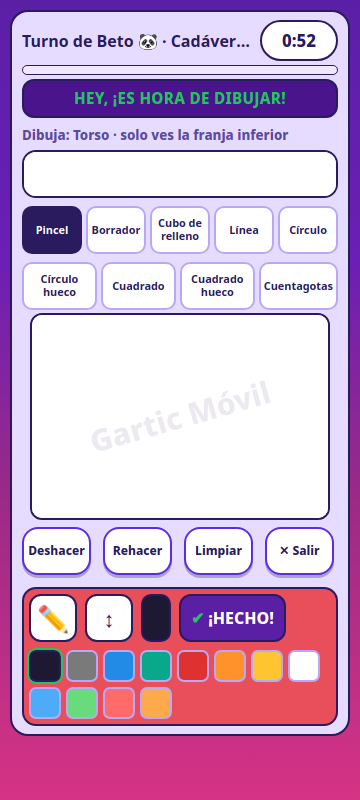 Turno de Beto 🐼 · Cadáver...
0:52
HEY, ¡ES HORA DE DIBUJAR!
Dibuja: Torso · solo ves la franja inferior
Pincel
Borrador
Cubo de
relleno
Línea
Círculo
Círculo
hueco
Cuadrado
Cuadrado
hueco
Cuentagotas
Gartic Móvil
Deshacer
Rehacer
Limpiar
✕ Salir
✏️
↕
✔ ¡HECHO!